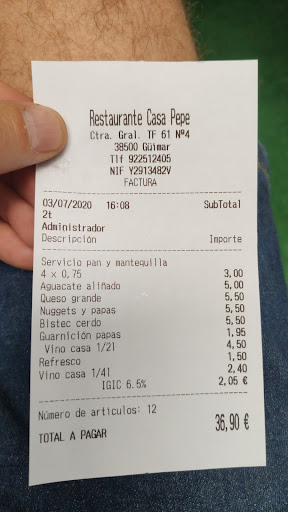 Restaurante Casa Pepe
Ctra. Gral. TF 61 Nº4
38500 Güimar
Tlf 922512405
NIF Y2913482V
FACTURA
03/07/2020 16:08 SubTotal
2t
Administrador
Descripción Importe
Servicio pan y mantequilla
4 x 0,75 3,00
Aguacate aliñado 5,00
Queso grande 5,50
Nuggets y papas 5,50
Bistec cerdo 5,50
Guarnición papas 1,95
Vino casa 1/2l 4,50
Refresco 1,50
Vino casa 1/4l 2,40
IGIC 6.5% 2,05 €
Número de artículos: 12
TOTAL A PAGAR 36,90 €